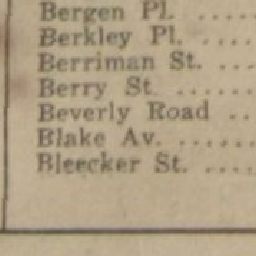 Bergen Pl. .....
Berkley Pl. ....
Berriman St. ...
Berry St. .......
Beverly Road ..
Blake Av. ......
Bleecker St. ....